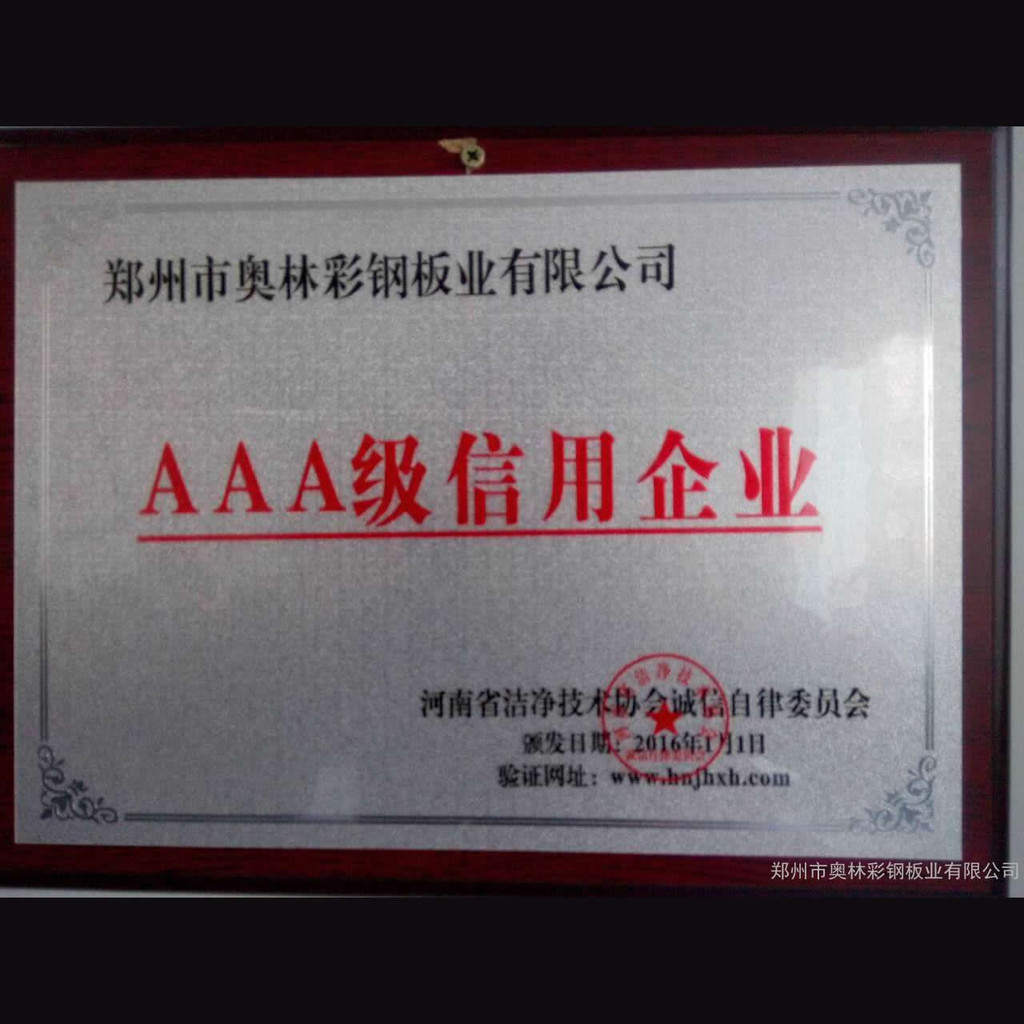 郑州市奥林彩钢板业有限公司
AAA级信用企业
河南省洁净技术协会诚信自律委员会
颁发日期：2016年1月1日
验证网址：www.hnjhxh.com
郑州市奥林彩钢板业有限公司